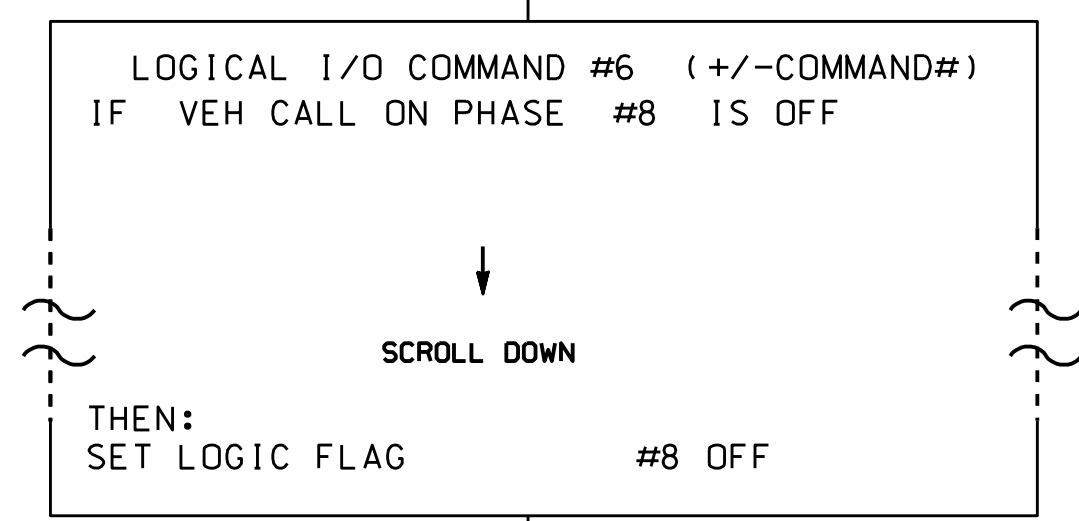 LOGICAL I/O COMMAND #6 (+/-COMMAND#)
IF VEH CALL ON PHASE #8 IS OFF
SCROLL DOWN
THEN:
SET LOGIC FLAG #8 OFF